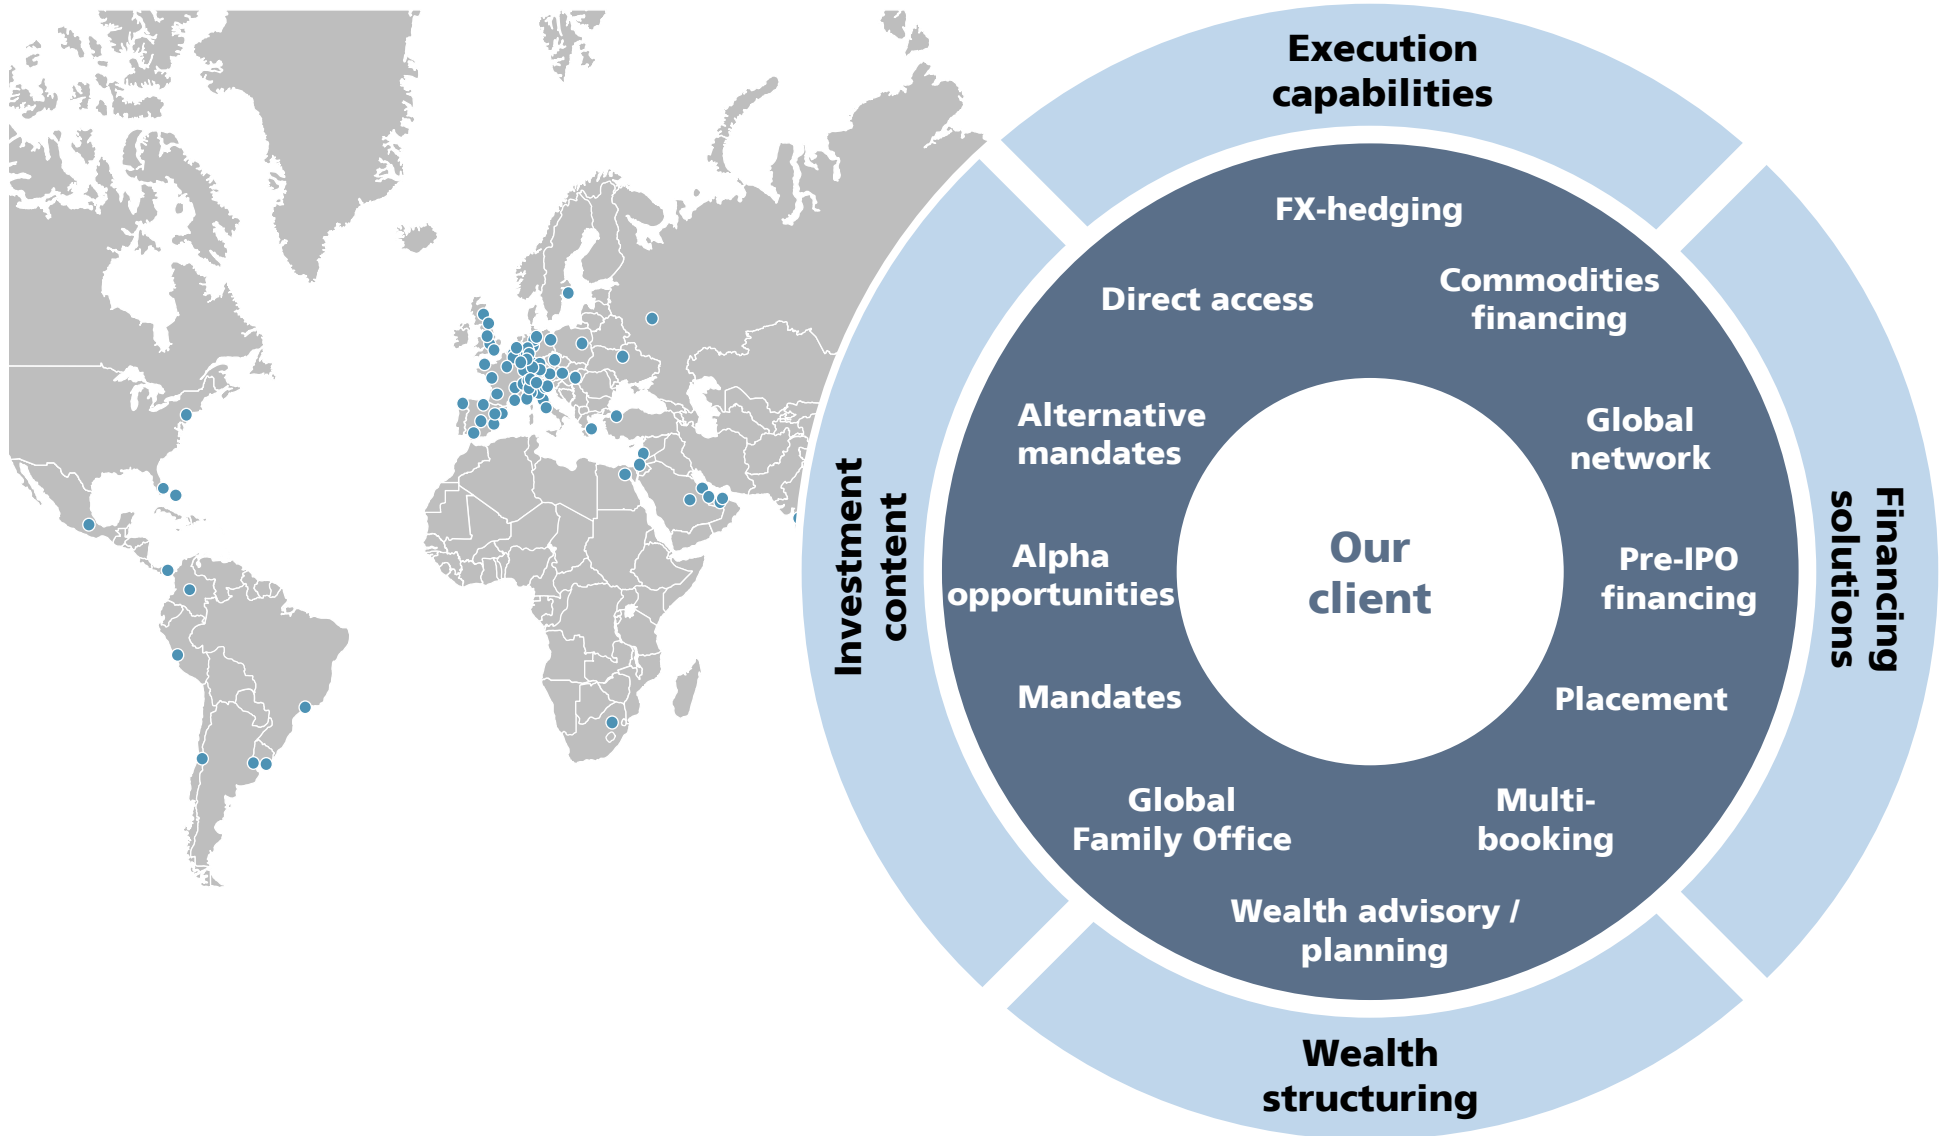 Execution
capabilities
FX-hedging
Commodities
financing
Direct access
Alternative
mandates
Global
network
Investment
content
Financing
solutions
Our
client
Alpha
opportunities
Pre-IPO
financing
Mandates
Placement
Global
Family Office
Multi-
booking
Wealth advisory /
planning
Wealth
structuring